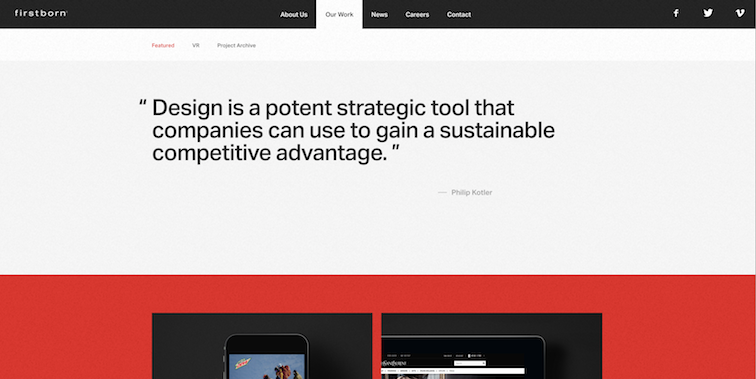 firstborn
About Us Our Work News Careers Contact
Featured VR Project Archive
“ Design is a potent strategic tool that
companies can use to gain a sustainable
competitive advantage. ”
— Philip Kotler